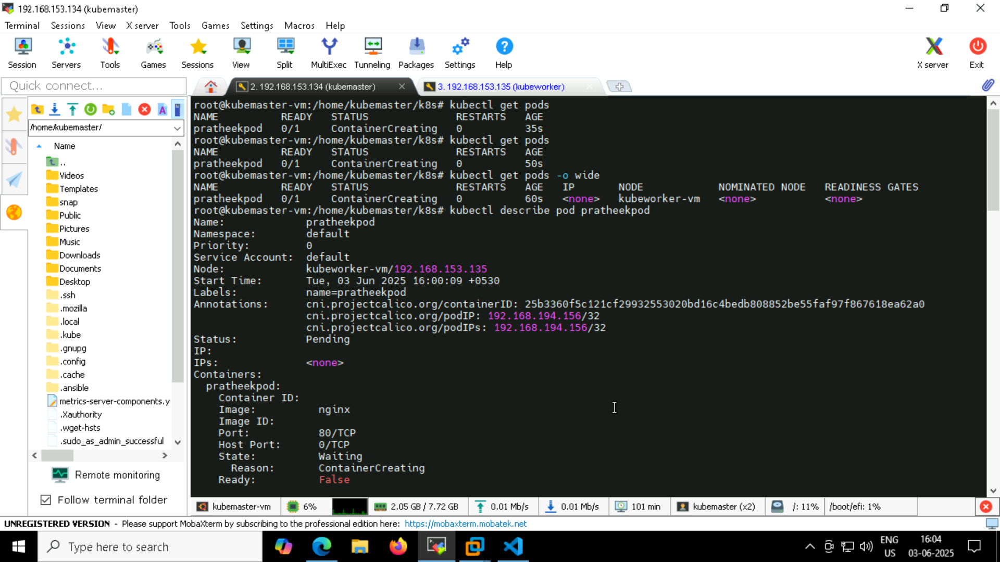 192.168.153.134 (kubemaster)
Terminal Sessions View X server Tools Games Settings Macros Help
Session Servers Tools Games Sessions View Split MultiExec Tunneling Packages Settings Help X server Exit
Quick connect...
2. 192.168.153.134 (kubemaster)
3. 192.168.153.135 (kubeworker)
/home/kubemaster/
Name
..
Videos
Templates
snap
Public
Pictures
Music
Downloads
Documents
Desktop
.ssh
.mozilla
.local
.kube
.gnupg
.config
.cache
.ansible
metrics-server-components.y
.Xauthority
.wget-hsts
.sudo_as_admin_successful
Remote monitoring
Follow terminal folder
root@kubemaster-vm:/home/kubemaster/k8s# kubectl get pods
NAME READY STATUS RESTARTS AGE
pratheekpod 0/1 ContainerCreating 0 35s
root@kubemaster-vm:/home/kubemaster/k8s# kubectl get pods
NAME READY STATUS RESTARTS AGE
pratheekpod 0/1 ContainerCreating 0 50s
root@kubemaster-vm:/home/kubemaster/k8s# kubectl get pods -o wide
NAME READY STATUS RESTARTS AGE IP NODE NOMINATED NODE READINESS GATES
pratheekpod 0/1 ContainerCreating 0 60s <none> kubeworker-vm <none> <none>
root@kubemaster-vm:/home/kubemaster/k8s# kubectl describe pod pratheekpod
Name: pratheekpod
Namespace: default
Priority: 0
Service Account: default
Node: kubeworker-vm/192.168.153.135
Start Time: Tue, 03 Jun 2025 16:00:09 +0530
Labels: name=pratheekpod
Annotations: cni.projectcalico.org/containerID: 25b3360f5c121cf29932553020bd16c4bedb808852be55faf97f867618ea62a0
cni.projectcalico.org/podIP: 192.168.194.156/32
cni.projectcalico.org/podIPs: 192.168.194.156/32
Status: Pending
IP:
IPs: <none>
Containers:
pratheekpod:
Container ID:
Image: nginx
Image ID:
Port: 80/TCP
Host Port: 0/TCP
State: Waiting
Reason: ContainerCreating
Ready: False
kubemaster-vm 6% 2.05 GB / 7.72 GB 0.01 Mb/s 0.01 Mb/s 101 min kubemaster (x2) /: 11% /boot/efi: 1%
UNREGISTERED VERSION - Please support MobaXterm by subscribing to the professional edition here: https://mobaxterm.mobatek.net
Type here to search
ENG
US
16:04
03-06-2025